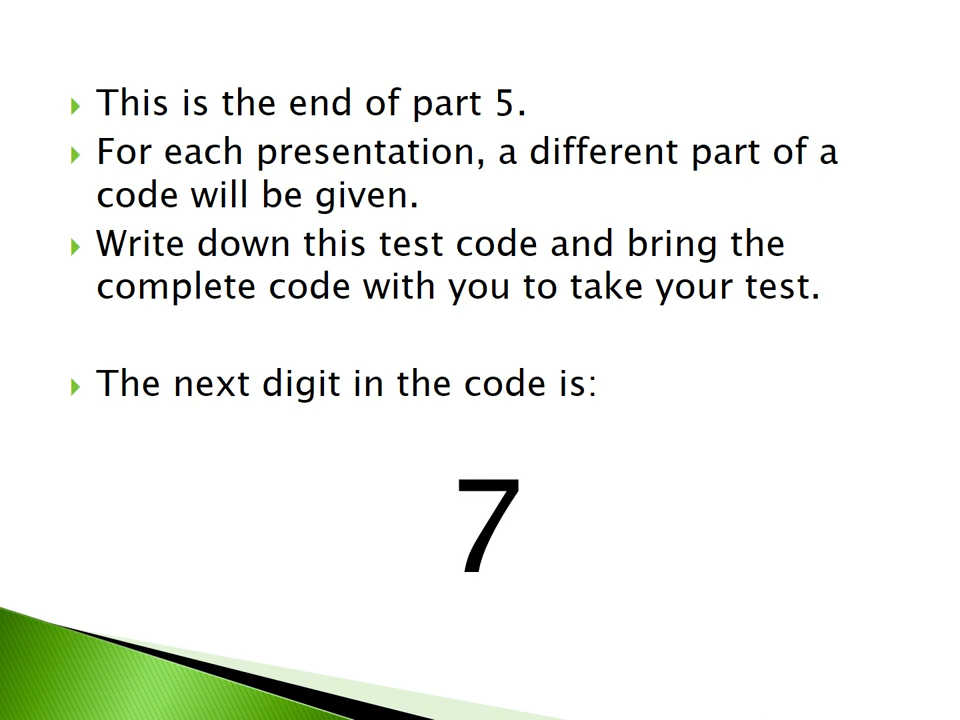 This is the end of part 5.
For each presentation, a different part of a
code will be given.
Write down this test code and bring the
complete code with you to take your test.
The next digit in the code is:
7